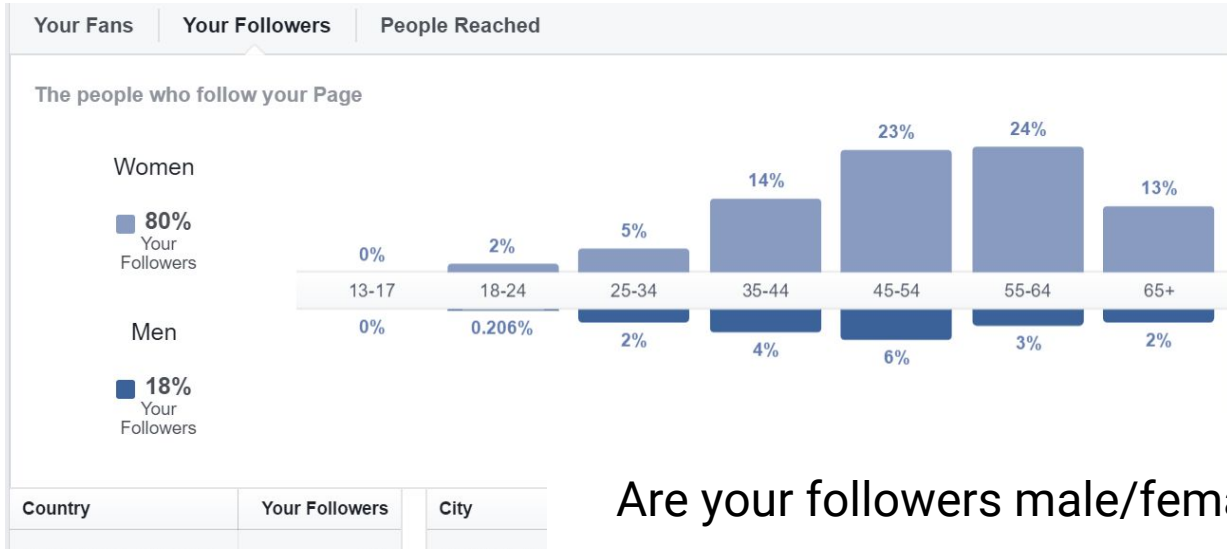 Your Fans Your Followers People Reached
The people who follow your Page
Women
80%
Your
Followers
0% 2% 5% 14% 23% 24% 13%
13-17 18-24 25-34 35-44 45-54 55-64 65+
0% 0.206% 2% 4% 6% 3% 2%
Men
18%
Your
Followers
Country Your Followers City
Are your followers male/fema